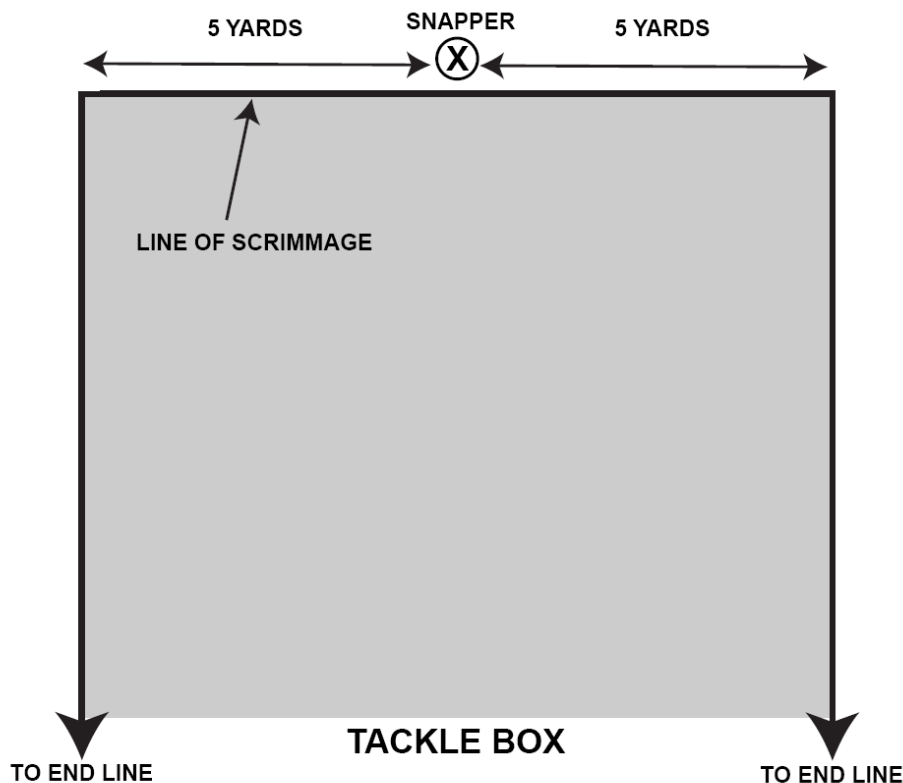 5 YARDS
SNAPPER
5 YARDS
X
LINE OF SCRIMMAGE
TACKLE BOX
TO END LINE
TO END LINE